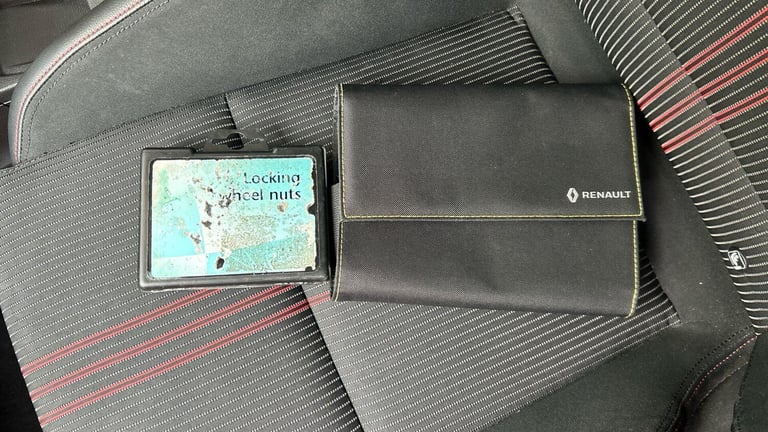 Locking
wheel nuts
RENAULT